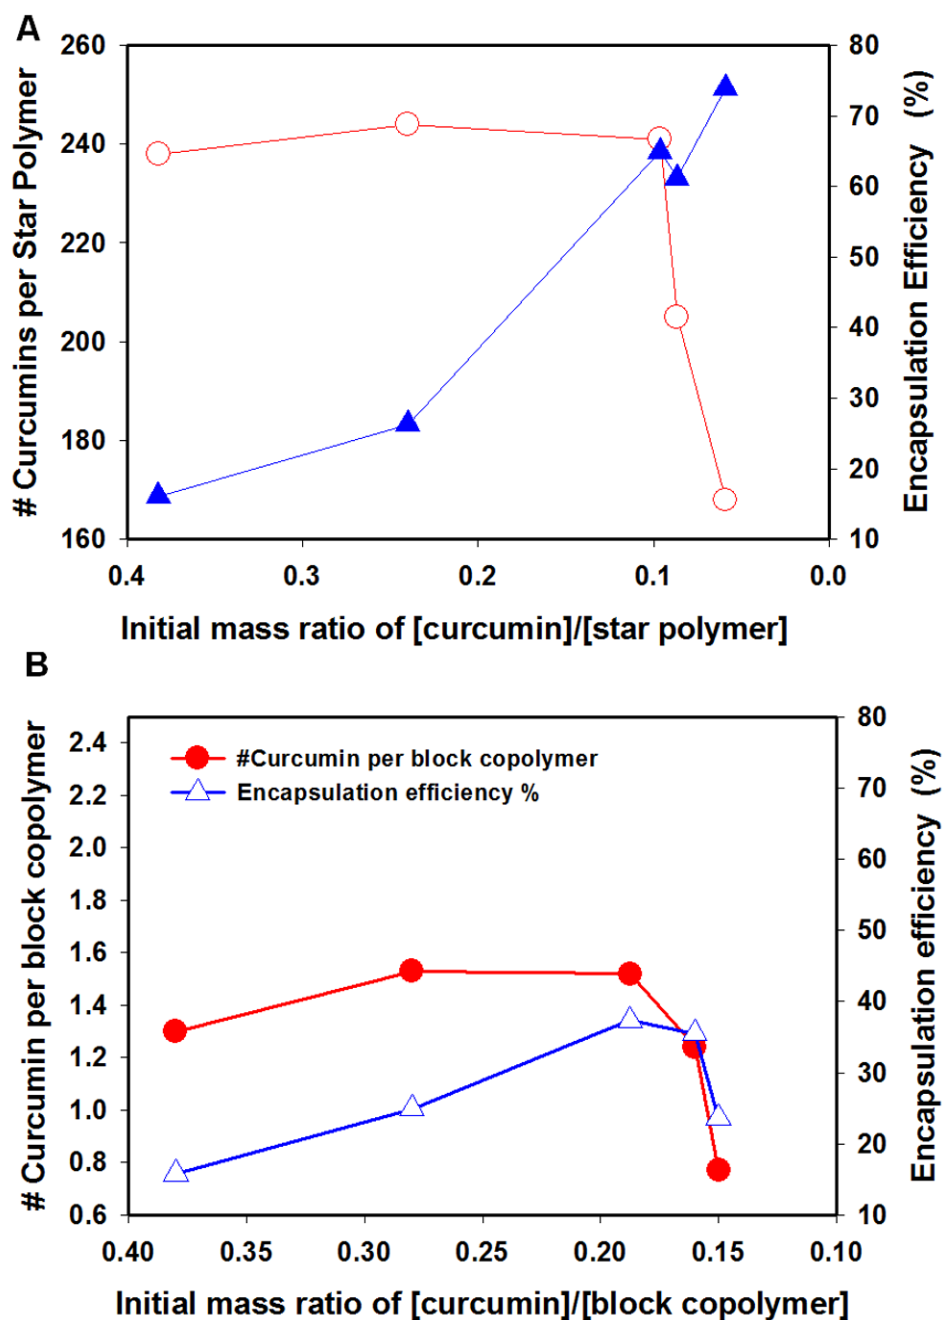 A
260
240
220
200
180
160
# Curcumins per Star Polymer
80
70
60
50
40
30
20
10
Encapsulation Efficiency (%)
0.4 0.3 0.2 0.1 0.0
Initial mass ratio of [curcumin]/[star polymer]
B
2.4
2.2
2.0
1.8
1.6
1.4
1.2
1.0
0.8
0.6
# Curcumin per block copolymer
#Curcumin per block copolymer
Encapsulation efficiency %
80
70
60
50
40
30
20
10
Encapsulation efficiency (%)
0.40 0.35 0.30 0.25 0.20 0.15 0.10
Initial mass ratio of [curcumin]/[block copolymer]